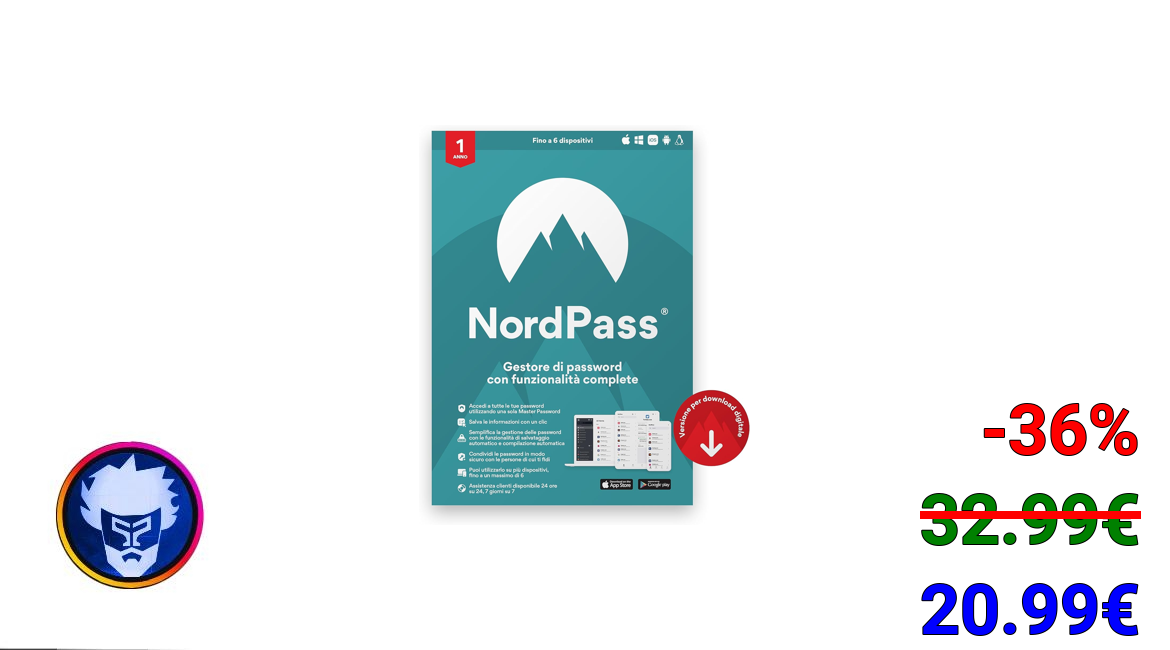 1
ANNO
Fino a 6 dispositivi
iOS
NordPass®
Gestore di password
con funzionalità complete
Accedi a tutte le tue password
utilizzando una sola Master Password
Salva le informazioni con un clic
Semplifica la gestione della password
con le funzionalità di salvataggio
automatico e compilazione automatica
Condividi le password in modo
sicuro con le persone di cui ti fidi
Puoi utilizzarlo su più dispositivi,
fino a un massimo di 6
Assistenza clienti disponibile 24 ore
su 24, 7 giorni su 7
App Store
Google play
Versione per download digitale
-36%
32.99€
20.99€